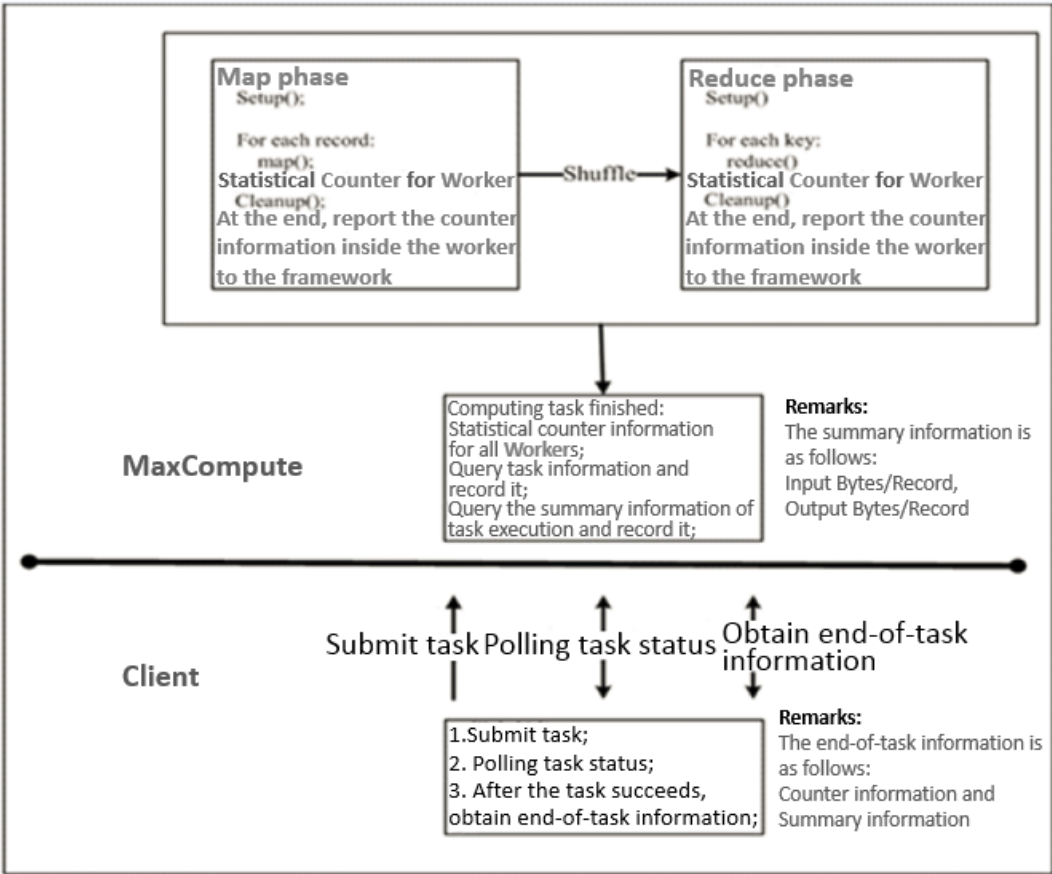 Map phase
Setup();
For each record:
map();
Statistical Counter for Worker
Cleanup();
At the end, report the counter
information inside the worker
to the framework
Shuffle
Reduce phase
Setup()
For each key:
reduce()
Statistical Counter for Worker
Cleanup()
At the end, report the counter
information inside the worker
to the framework
MaxCompute
Computing task finished:
Statistical counter information
for all Workers;
Query task information and
record it;
Query the summary information of
task execution and record it;
Remarks:
The summary information is
as follows:
Input Bytes/Record,
Output Bytes/Record
Submit task
Polling task status
Obtain end-of-task
information
Client
1.Submit task;
2. Polling task status;
3. After the task succeeds,
obtain end-of-task information;
Remarks:
The end-of-task information is
as follows:
Counter information and
Summary information